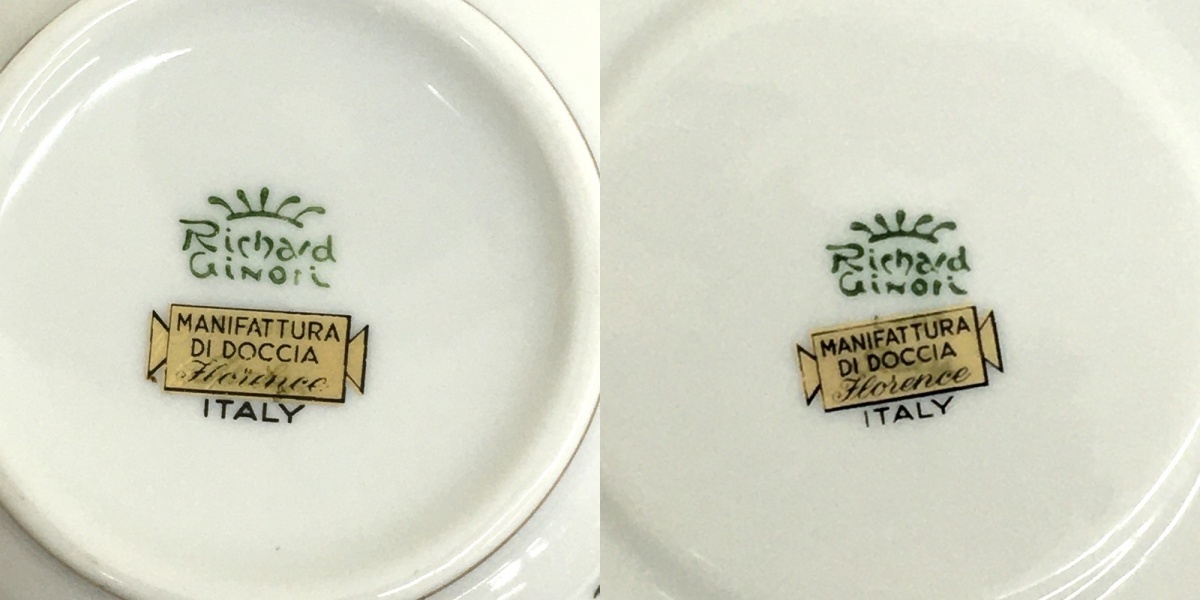 Richard
Ginori
MANIFATTURA
DI DOCCIA
Florence
ITALY
Richard
Ginori
MANIFATTURA
DI DOCCIA
Florence
ITALY